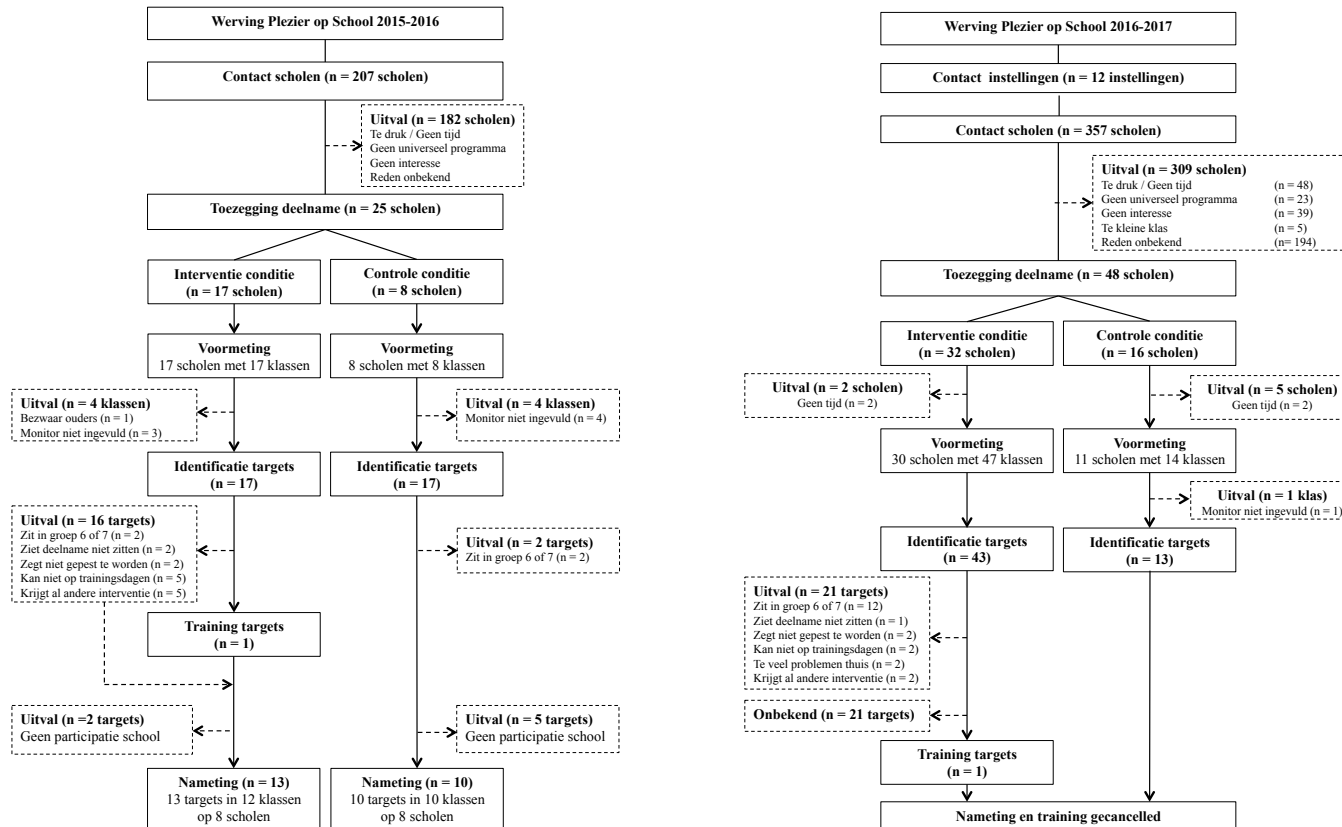 Werving Plezier op School 2015-2016
Contact scholen (n = 207 scholen)
Uitval (n = 182 scholen)
Te druk / Geen tijd
Geen universeel programma
Geen interesse
Reden onbekend
Toezegging deelname (n = 25 scholen)
Interventie conditie
(n = 17 scholen)
Controle conditie
(n = 8 scholen)
Voormeting
17 scholen met 17 klassen
Voormeting
8 scholen met 8 klassen
Uitval (n = 4 klassen)
Bezwaar ouders (n = 1)
Monitor niet ingevuld (n = 3)
Uitval (n = 4 klassen)
Monitor niet ingevuld (n = 4)
Identificatie targets
(n = 17)
Identificatie targets
(n = 17)
Uitval (n = 16 targets)
Zit in groep 6 of 7 (n = 2)
Ziet deelname niet zitten (n = 2)
Zegt niet gepest te worden (n = 2)
Kan niet op trainingsdagen (n = 5)
Krijgt al andere interventie (n = 5)
Uitval (n = 2 targets)
Zit in groep 6 of 7 (n = 2)
Training targets
(n = 1)
Uitval (n =2 targets)
Geen participatie school
Uitval (n = 5 targets)
Geen participatie school
Nameting (n = 13)
13 targets in 12 klassen
op 8 scholen
Nameting (n = 10)
10 targets in 10 klassen
op 8 scholen
Werving Plezier op School 2016-2017
Contact instellingen (n = 12 instellingen)
Contact scholen (n = 357 scholen)
Uitval (n = 309 scholen)
Te druk / Geen tijd (n = 48)
Geen universeel programma (n = 23)
Geen interesse (n = 39)
Te kleine klas (n = 5)
Reden onbekend (n= 194)
Toezegging deelname (n = 48 scholen)
Interventie conditie
(n = 32 scholen)
Controle conditie
(n = 16 scholen)
Uitval (n = 2 scholen)
Geen tijd (n = 2)
Uitval (n = 5 scholen)
Geen tijd (n = 2)
Voormeting
30 scholen met 47 klassen
Voormeting
11 scholen met 14 klassen
Uitval (n = 1 klas)
Monitor niet ingevuld (n = 1)
Identificatie targets
(n = 43)
Identificatie targets
(n = 13)
Uitval (n = 21 targets)
Zit in groep 6 of 7 (n = 12)
Ziet deelname niet zitten (n = 1)
Zegt niet gepest te worden (n = 2)
Kan niet op trainingsdagen (n = 2)
Te veel problemen thuis (n = 2)
Krijgt al andere interventie (n = 2)
Onbekend (n = 21 targets)
Training targets
(n = 1)
Nameting en training gecancelled